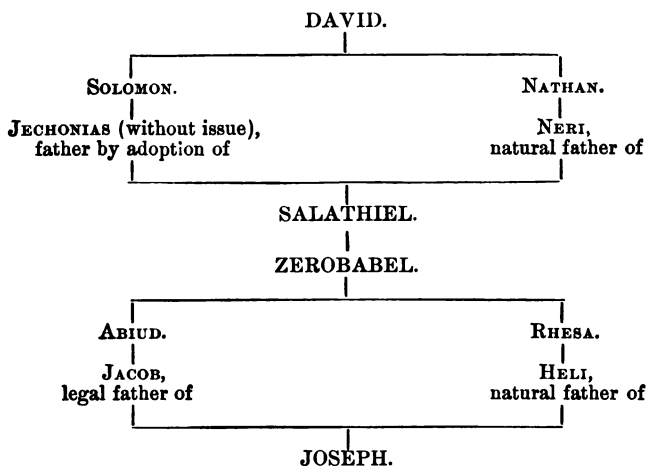 DAVID.
SOLOMON. NATHAN.
JECHONIAS (without issue), NERI,
father by adoption of natural father of
SALATHIEL.
ZEROBABEL.
ABIUD. RHESA.
JACOB, HELI,
legal father of natural father of
JOSEPH.